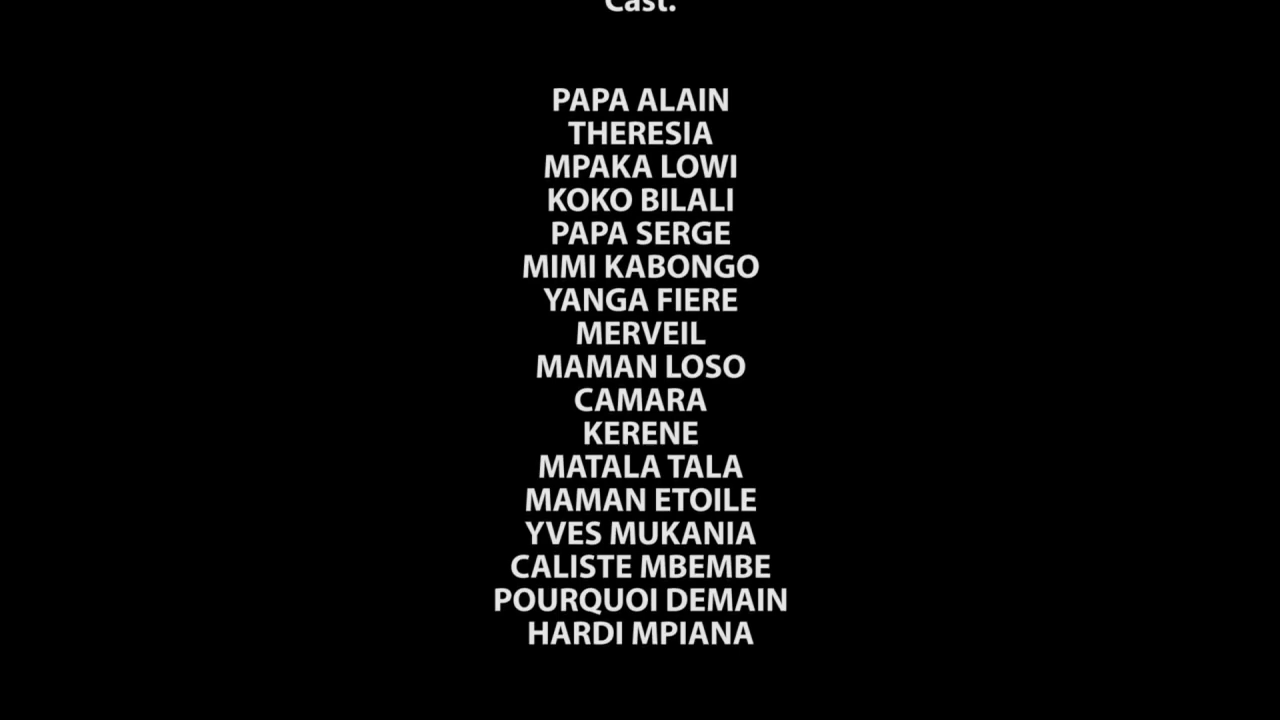 Cast.
PAPA ALAIN
THERESIA
MPAKA LOWI
KOKO BILALI
PAPA SERGE
MIMI KABONGO
YANGA FIERE
MERVEIL
MAMAN LOSO
CAMARA
KERENE
MATALA TALA
MAMAN ETOILE
YVES MUKANIA
CALISTE MBEMBE
POURQUOI DEMAIN
HARDI MPIANA